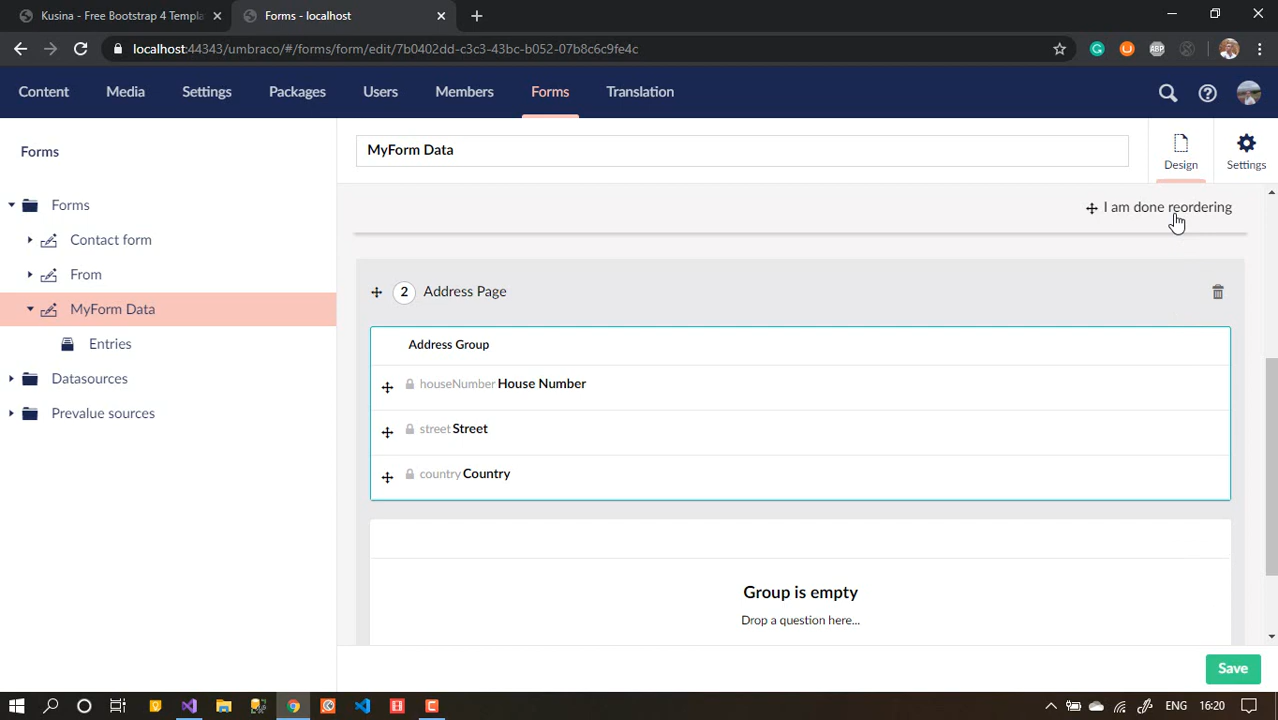 Kusina - Free Bootstrap 4 Templa
Forms - localhost
localhost:44343/umbraco/#/forms/form/edit/7b0402dd-c3c3-43bc-b052-07b8c6c9fe4c
ABP
Content
Media
Settings
Packages
Users
Members
Forms
Translation
Forms
MyForm Data
Design
Settings
Forms
Contact form
From
MyForm Data
Entries
Datasources
Prevalue sources
I am done reordering
2
Address Page
Address Group
houseNumber House Number
street Street
country Country
Group is empty
Drop a question here...
Save
ENG
16:20